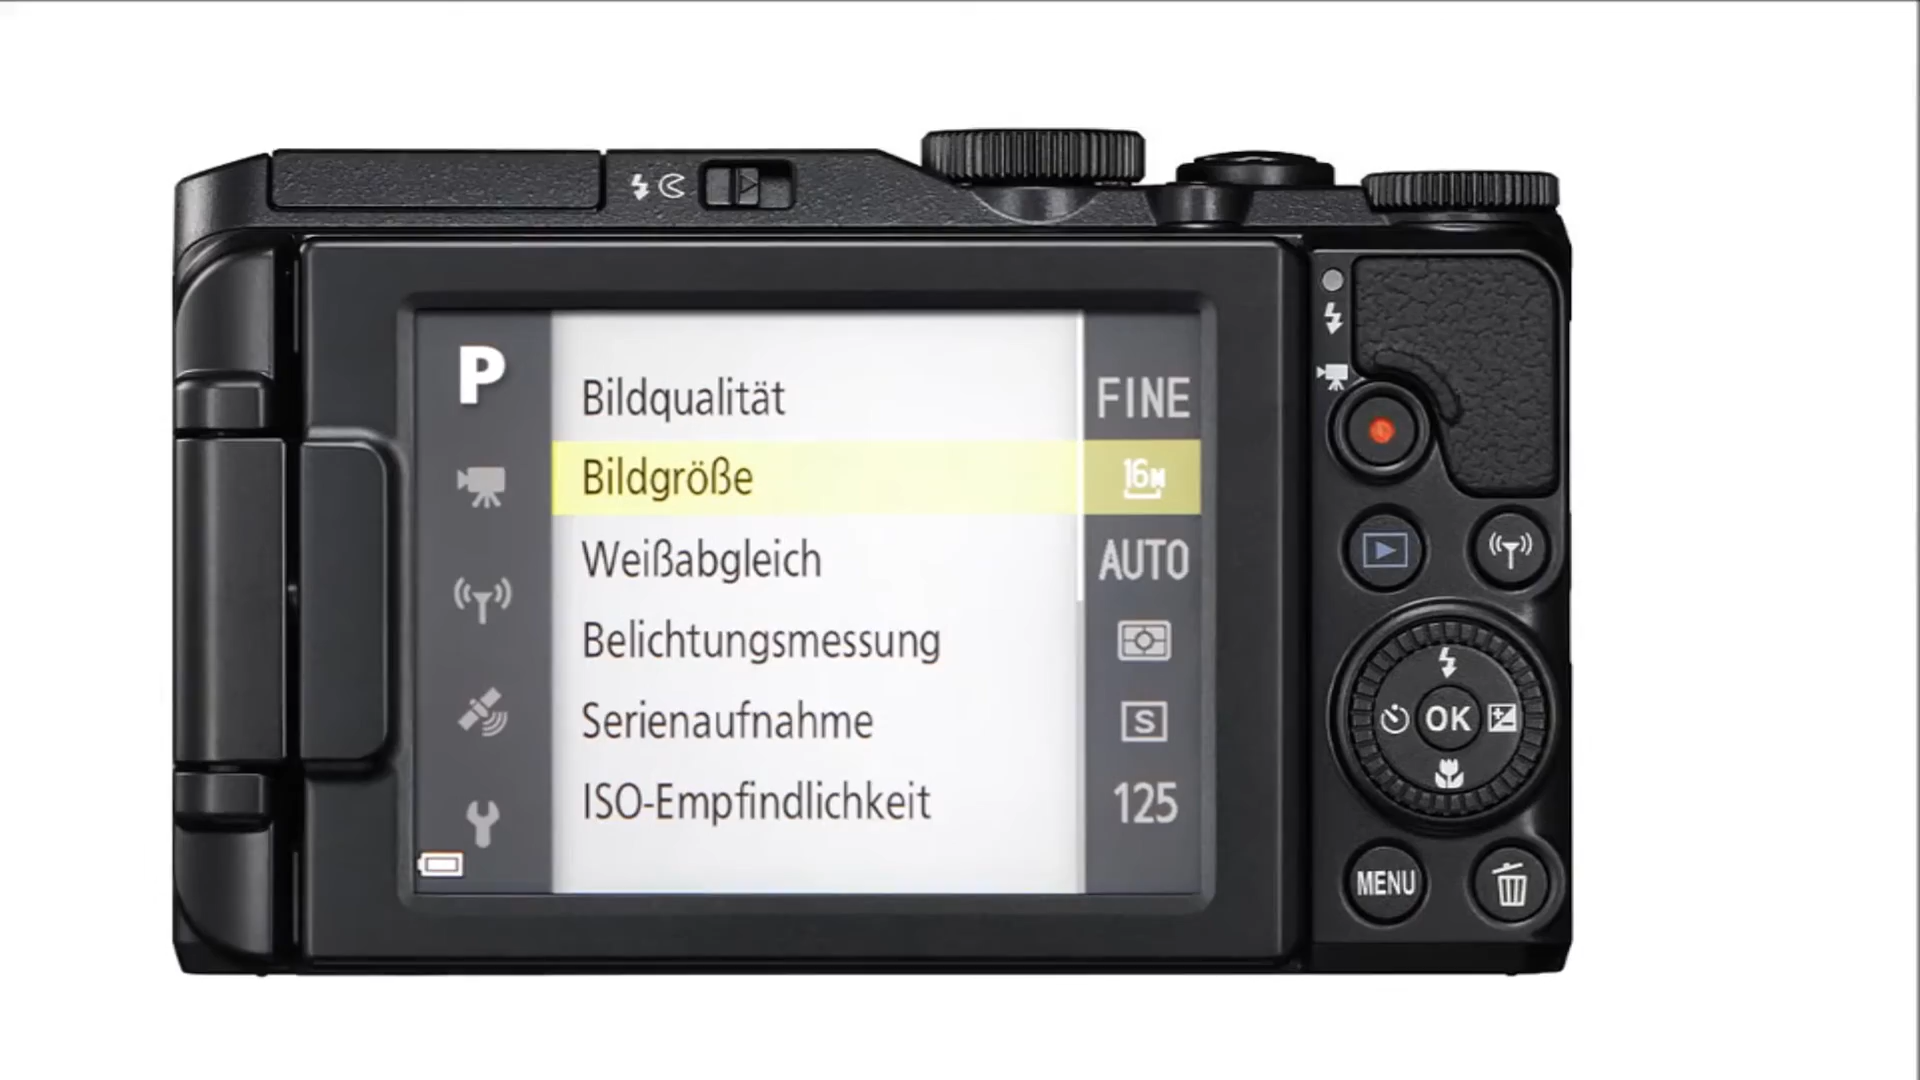 P
Bildqualität FINE
Bildgröße 16M
Weißabgleich AUTO
Belichtungsmessung
Serienaufnahme S
ISO-Empfindlichkeit 125
OK
MENU